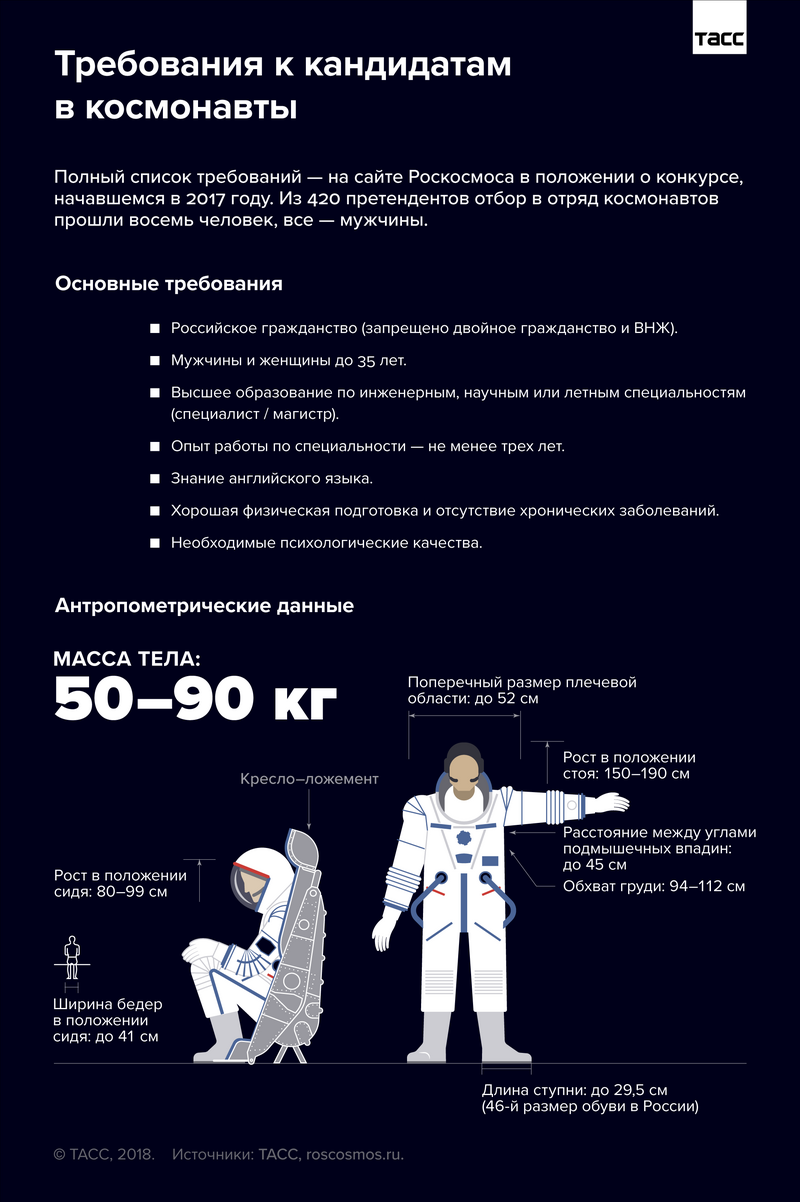 тасс
Требования к кандидатам
в космонавты
Полный список требований — на сайте Роскосмоса в положении о конкурсе,
начавшемся в 2017 году. Из 420 претендентов отбор в отряд космонавтов
прошли восемь человек, все — мужчины.
Основные требования
Российское гражданство (запрещено двойное гражданство и ВНЖ).
Мужчины и женщины до 35 лет.
Высшее образование по инженерным, научным или летным специальностям
(специалист / магистр).
Опыт работы по специальности — не менее трех лет.
Знание английского языка.
Хорошая физическая подготовка и отсутствие хронических заболеваний.
Необходимые психологические качества.
Антропометрические данные
МАССА ТЕЛА:
50–90 кг
Поперечный размер плечевой
области: до 52 см
Рост в положении
стоя: 150–190 см
Кресло–ложемент
Расстояние между углами
подмышечных впадин:
до 45 см
Обхват груди: 94–112 см
Рост в положении
сидя: 80–99 см
Ширина бедер
в положении
сидя: до 41 см
Длина ступни: до 29,5 см
(46-й размер обуви в России)
© ТАСС, 2018. Источники: ТАСС, roscosmos.ru.